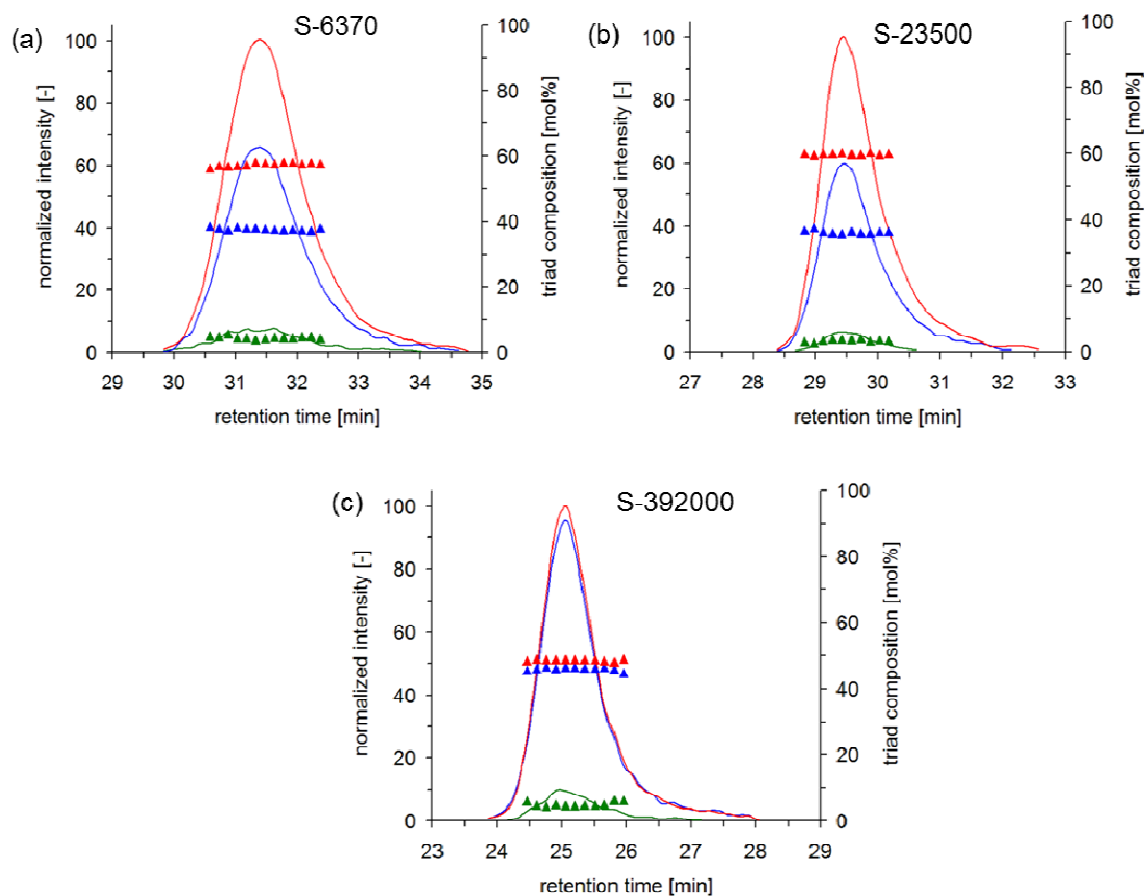 (a)
S-6370
normalized intensity [-]
100
80
60
40
20
0
100
80
60
40
20
0
triad composition [mol%]
29 30 31 32 33 34 35
retention time [min]
(b)
S-23500
normalized intensity [-]
100
80
60
40
20
0
100
80
60
40
20
0
triad composition [mol%]
27 28 29 30 31 32 33
retention time [min]
(c)
S-392000
normalized intensity [-]
100
80
60
40
20
0
100
80
60
40
20
0
triad composition [mol%]
23 24 25 26 27 28 29
retention time [min]